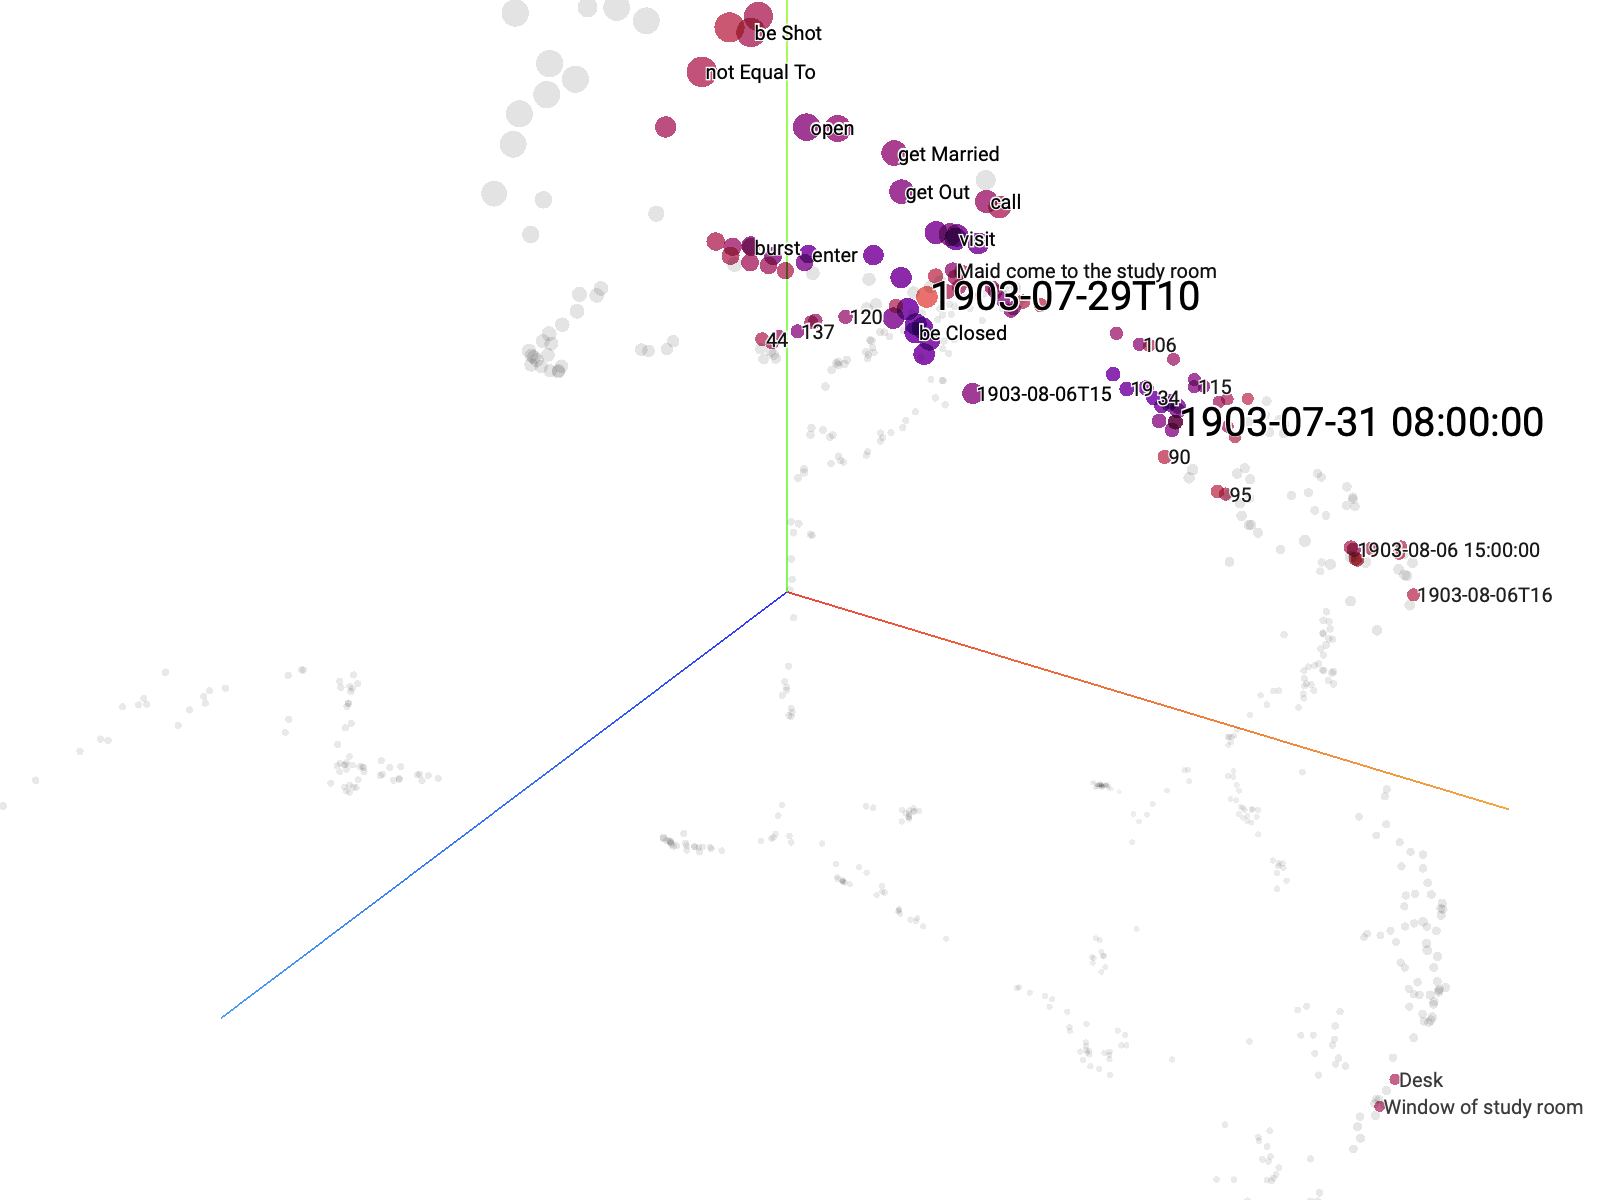 be Shot
not Equal To
open
get Married
get Out
call
visit
burst
enter
Maid come to the study room
1903-07-29T10
120
137
44
be Closed
106
115
1903-08-06T15
19
34
1903-07-31 08:00:00
90
95
1903-08-06 15:00:00
1903-08-06T16
Desk
Window of study room